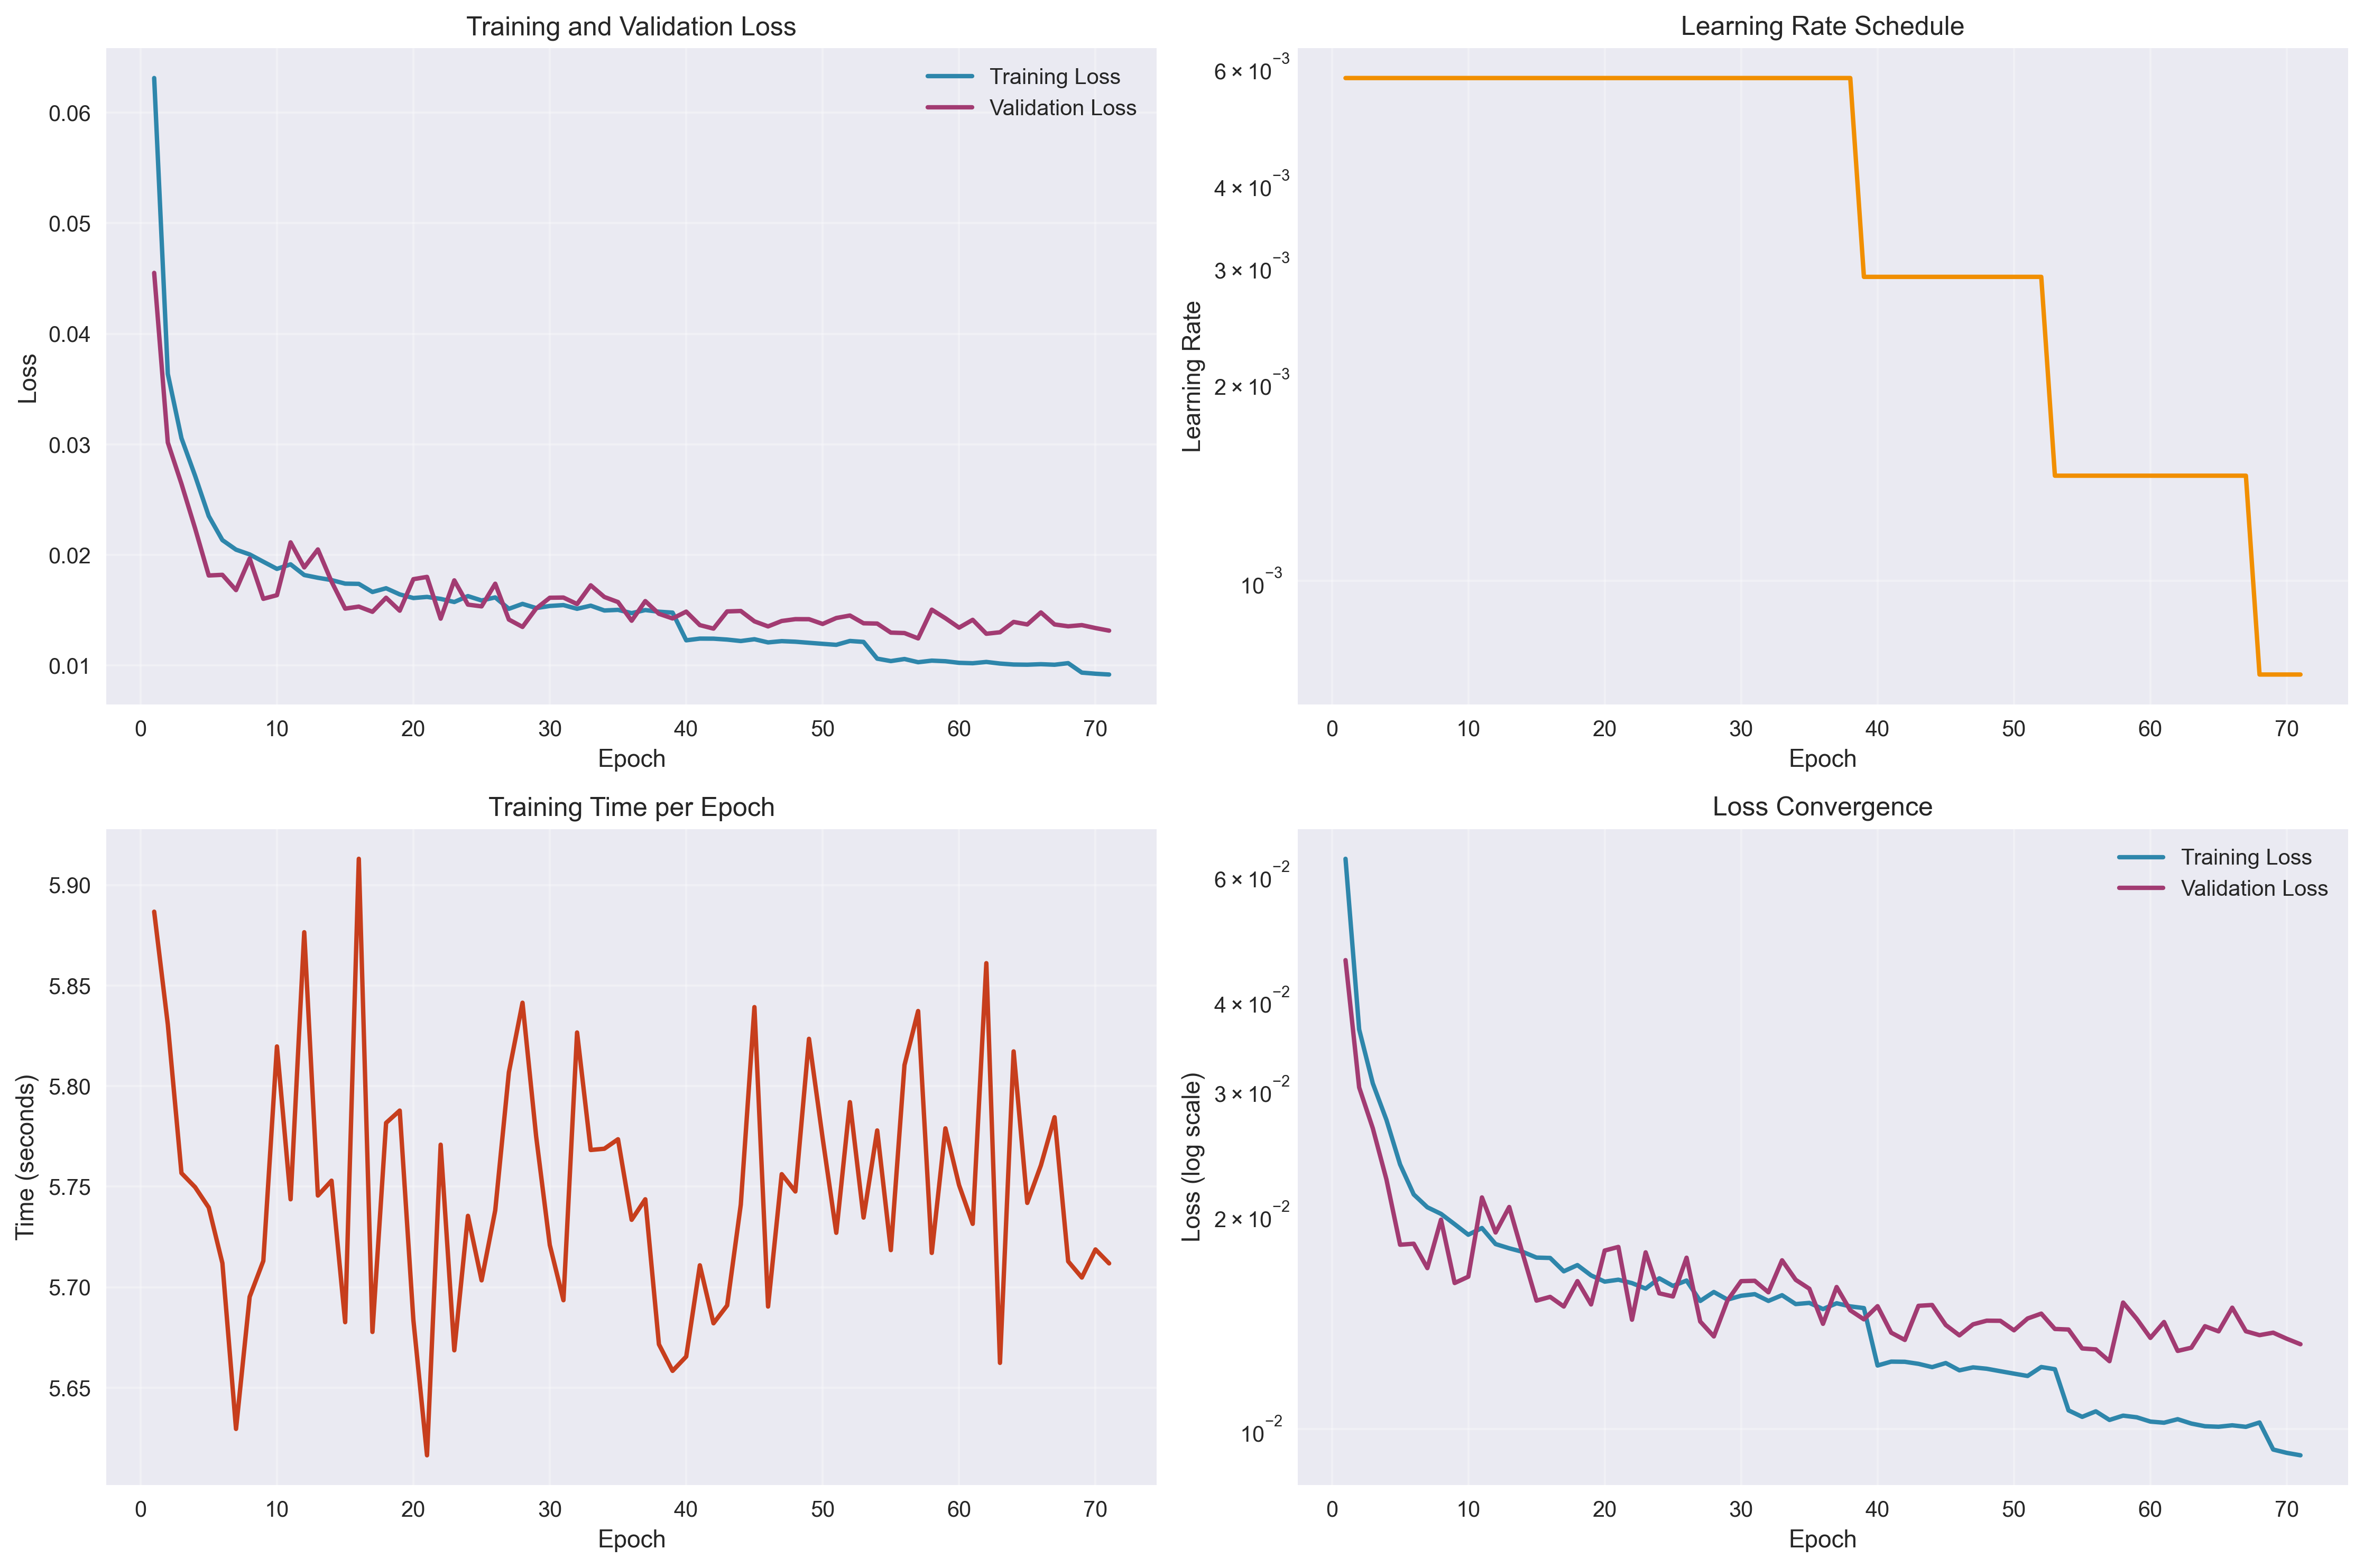 Training and Validation Loss
Training Loss
Validation Loss
0.06
0.05
0.04
0.03
0.02
0.01
Loss
0 10 20 30 40 50 60 70
Epoch
Learning Rate Schedule
6 × 10⁻³
4 × 10⁻³
3 × 10⁻³
2 × 10⁻³
10⁻³
Learning Rate
0 10 20 30 40 50 60 70
Epoch
Training Time per Epoch
5.90
5.85
5.80
5.75
5.70
5.65
Time (seconds)
0 10 20 30 40 50 60 70
Epoch
Loss Convergence
Training Loss
Validation Loss
6 × 10⁻²
4 × 10⁻²
3 × 10⁻²
2 × 10⁻²
10⁻²
Loss (log scale)
0 10 20 30 40 50 60 70
Epoch